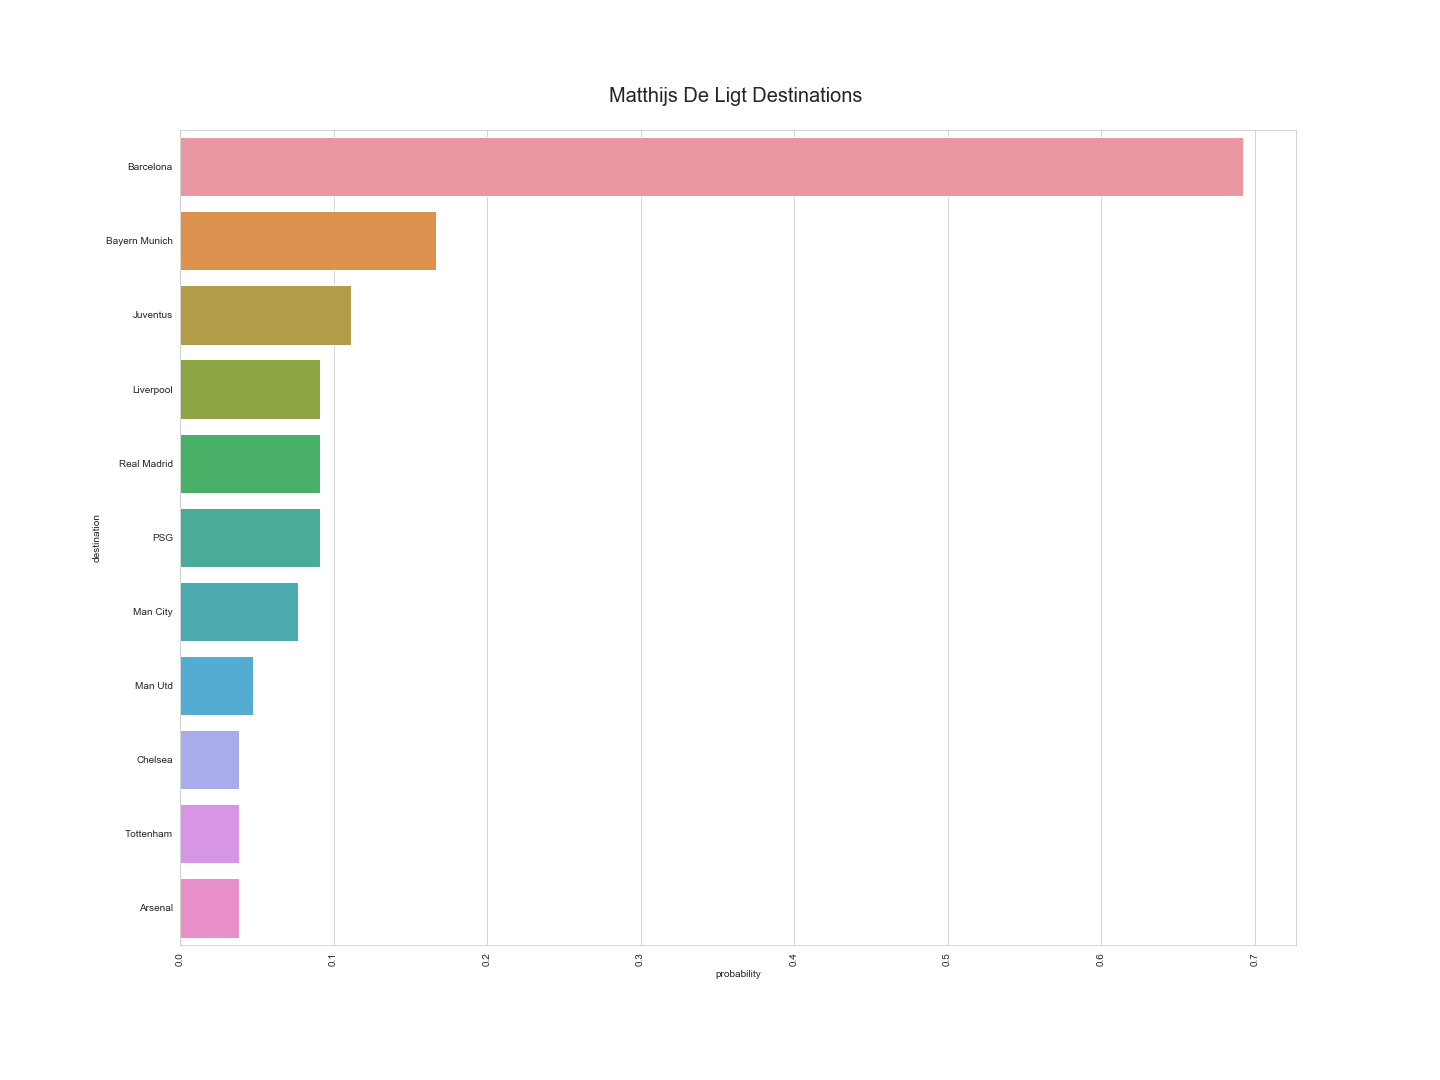 Matthijs De Ligt Destinations
Barcelona
Bayern Munich
Juventus
Liverpool
Real Madrid
PSG
Man City
Man Utd
Chelsea
Tottenham
Arsenal
destination
0.0 0.1 0.2 0.3 0.4 0.5 0.6 0.7
probability